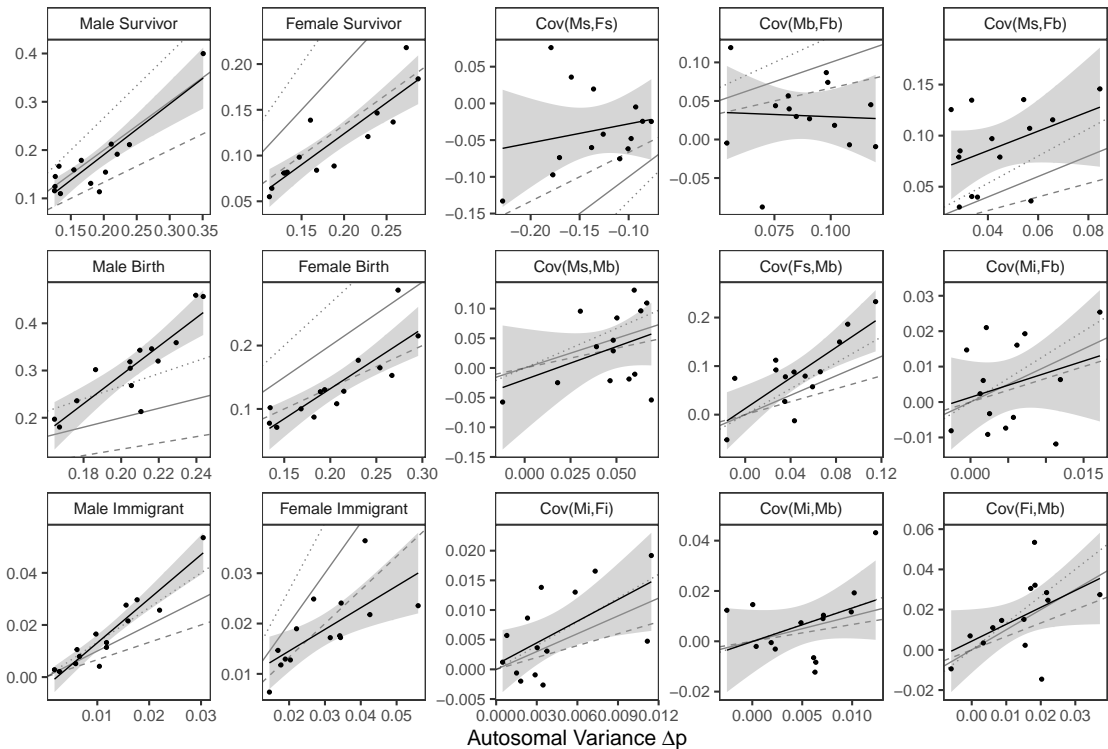 Male Survivor
Female Survivor
Cov(Ms,Fs)
Cov(Mb,Fb)
Cov(Ms,Fb)
0.4
0.3
0.2
0.1
0.15 0.20 0.25 0.30 0.35
0.20
0.15
0.10
0.05
0.14 0.19 0.24
0.05
0.00
−0.05
−0.10
−0.15
−0.20 −0.15 −0.10
0.10
0.05
0.00
−0.05
0.075 0.100
0.15
0.10
0.05
0.04 0.06 0.08
Male Birth
Female Birth
Cov(Ms,Mb)
Cov(Fs,Mb)
Cov(Mi,Fb)
0.4
0.3
0.2
0.16 0.20 0.24
0.2
0.1
0.15 0.20 0.25 0.30
0.10
0.05
0.00
−0.05
−0.10
−0.15
0.000 0.025 0.050
0.2
0.1
0.0
0.00 0.04 0.08 0.12
0.03
0.02
0.01
0.00
−0.01
0.000 0.005 0.010 0.015
Male Immigrant
Female Immigrant
Cov(Mi,Fi)
Cov(Mi,Mb)
Cov(Fi,Mb)
0.04
0.02
0.00
0.01 0.02 0.03
0.03
0.02
0.01
0.02 0.03 0.04 0.05
0.020
0.015
0.010
0.005
0.000
−0.005
0.0000.0030.0060.0090.012
0.04
0.02
0.00
−0.02
0.000 0.005 0.010
0.06
0.04
0.02
0.00
−0.02
0.00 0.01 0.02 0.03
Autosomal Variance Δp